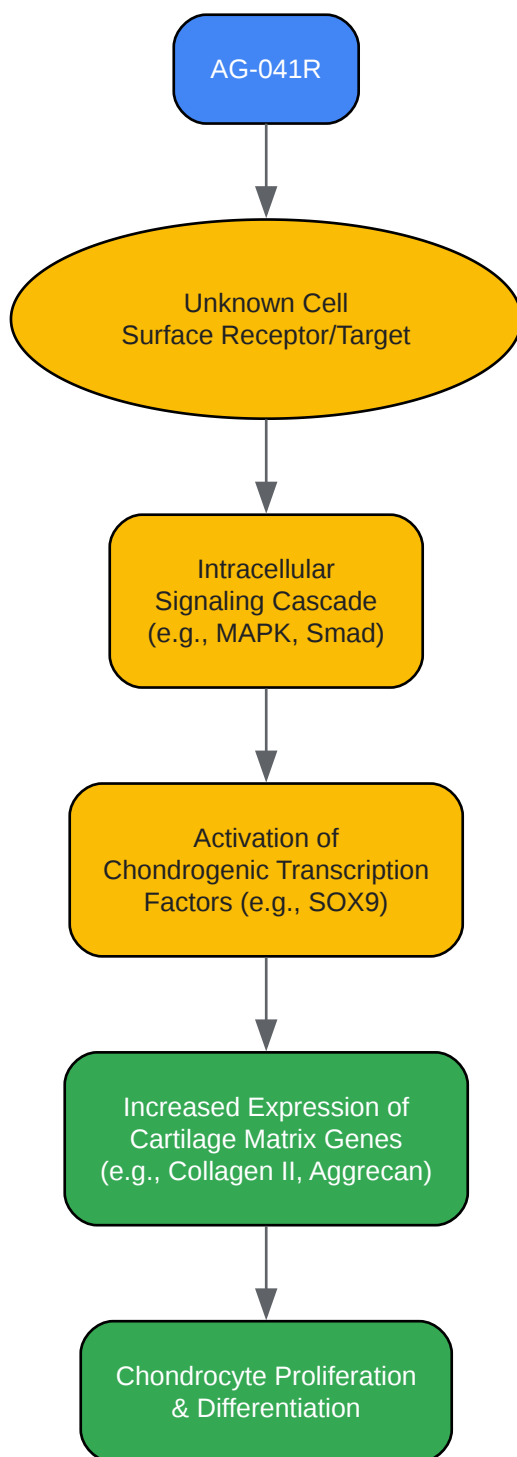 AG-041R
Unknown Cell
Surface Receptor/Target
Intracellular
Signaling Cascade
(e.g., MAPK, Smad)
Activation of
Chondrogenic Transcription
Factors (e.g., SOX9)
Increased Expression of
Cartilage Matrix Genes
(e.g., Collagen II, Aggrecan)
Chondrocyte Proliferation
& Differentiation